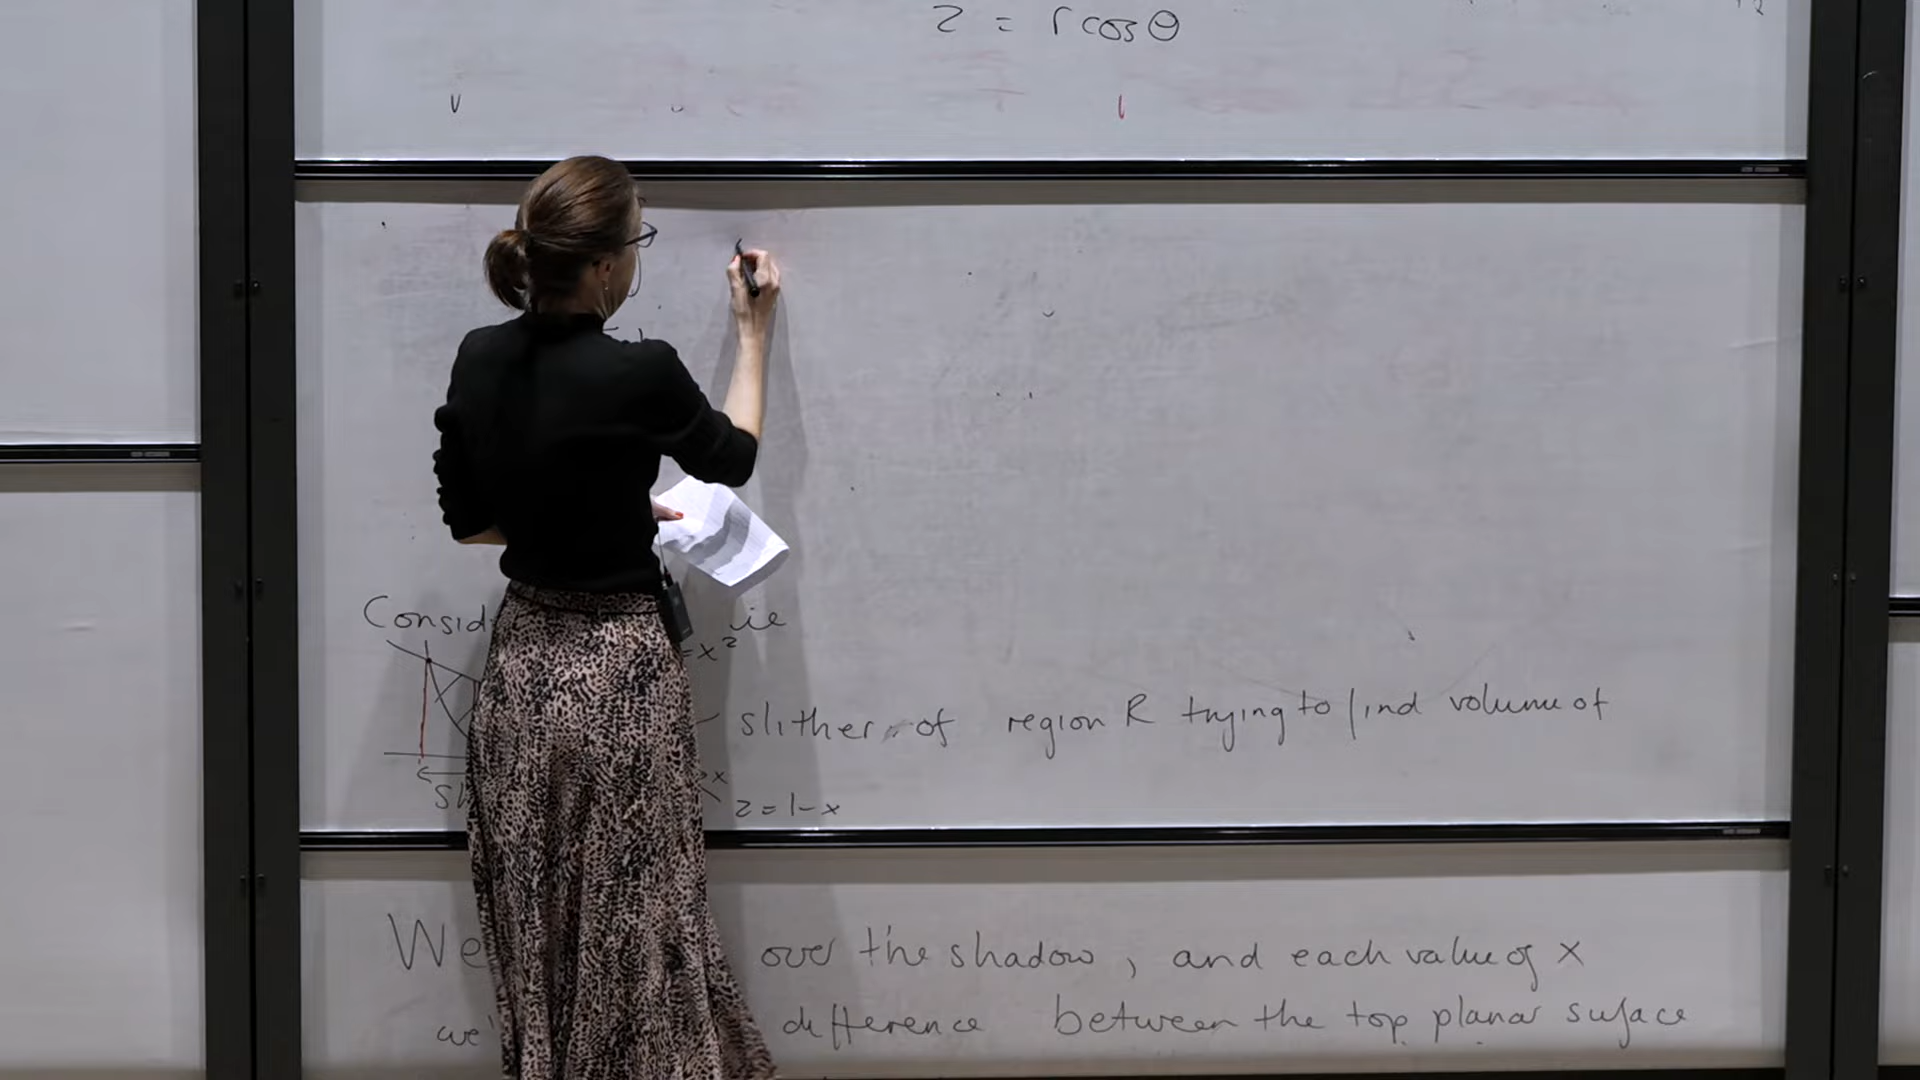 z = r cos θ
ie
= x²
slither of region R trying to find volume of
x
z = 1 - x
We over the shadow, and each value of x
difference between the top planar surface